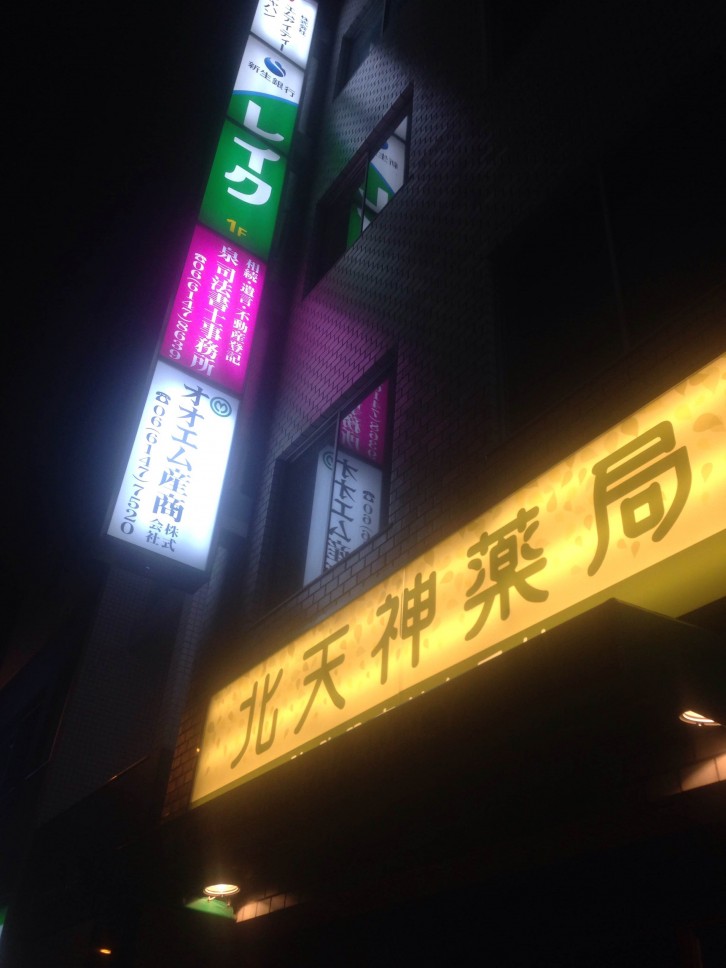 新生銀行
レイク
1F
相続・遺言・不動産登記
泉 司法書士事務所
☎06/6147/8639
オオエム産商 株式会社
☎06/6147/7520
北天神薬局